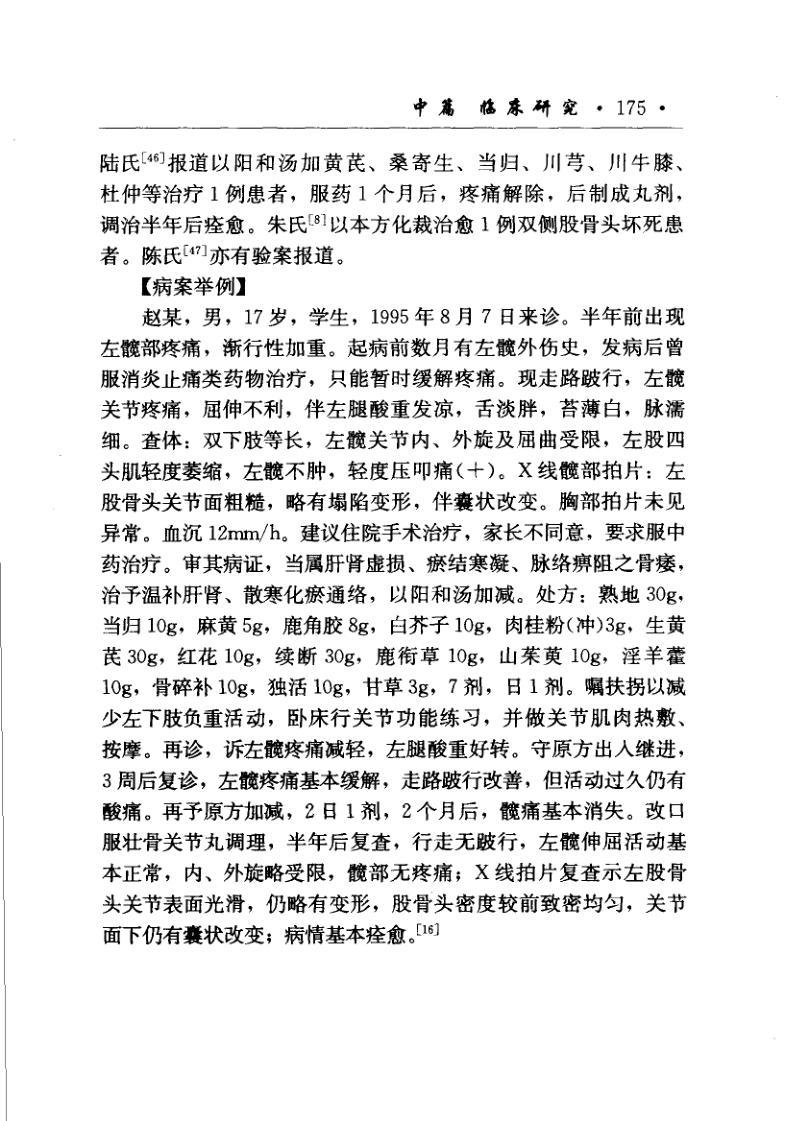 中篇 临床研究 · 175 ·
陆氏[46]报道以阳和汤加黄芪、桑寄生、当归、川芎、川牛膝、
杜仲等治疗 1 例患者，服药 1 个月后，疼痛解除，后制成丸剂，
调治半年后痊愈。朱氏[8]以本方化裁治愈 1 例双侧股骨头坏死患
者。陈氏[47]亦有验案报道。
【病案举例】
赵某，男，17 岁，学生，1995 年 8 月 7 日来诊。半年前出现
左髋部疼痛，渐行性加重。起病前数月有左髋外伤史，发病后曾
服消炎止痛类药物治疗，只能暂时缓解疼痛。现走路跛行，左髋
关节疼痛，屈伸不利，伴左腿酸重发凉，舌淡胖，苔薄白，脉濡
细。查体：双下肢等长，左髋关节内、外旋及屈曲受限，左股四
头肌轻度萎缩，左髋不肿，轻度压叩痛(+)。X 线髋部拍片：左
股骨头关节面粗糙，略有塌陷变形，伴囊状改变。胸部拍片未见
异常。血沉 12mm/h。建议住院手术治疗，家长不同意，要求服中
药治疗。审其病证，当属肝肾虚损、瘀结寒凝、脉络痹阻之骨痿，
治予温补肝肾、散寒化瘀通络，以阳和汤加减。处方：熟地 30g，
当归 10g，麻黄 5g，鹿角胶 8g，白芥子 10g，肉桂粉(冲)3g，生黄
芪 30g，红花 10g，续断 30g，鹿衔草 10g，山茱萸 10g，淫羊藿
10g，骨碎补 10g，独活 10g，甘草 3g，7 剂，日 1 剂。嘱扶拐以减
少左下肢负重活动，卧床行关节功能练习，并做关节肌肉热敷、
按摩。再诊，诉左髋疼痛减轻，左腿酸重好转。守原方出入继进，
3 周后复诊，左髋疼痛基本缓解，走路跛行改善，但活动过久仍有
酸痛。再予原方加减，2 日 1 剂，2 个月后，髋痛基本消失。改口
服壮骨关节丸调理，半年后复查，行走无跛行，左髋伸屈活动基
本正常，内、外旋略受限，髋部无疼痛；X 线拍片复查示左股骨
头关节表面光滑，仍略有变形，股骨头密度较前致密均匀，关节
面下仍有囊状改变；病情基本痊愈。[16]